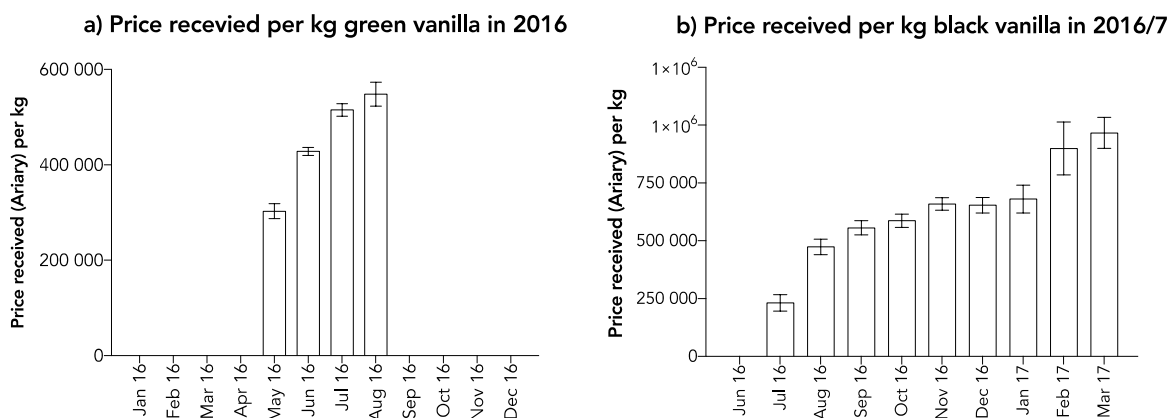 a) Price recevied per kg green vanilla in 2016
Price received (Ariary) per kg
600 000
400 000
200 000
0
Jan 16
Feb 16
Mar 16
Apr 16
May 16
Jun 16
Jul 16
Aug 16
Sep 16
Oct 16
Nov 16
Dec 16
b) Price received per kg black vanilla in 2016/7
Price received (Ariary) per kg
1×10⁶
1×10⁶
750 000
500 000
250 000
0
Jun 16
Jul 16
Aug 16
Sep 16
Oct 16
Nov 16
Dec 16
Jan 17
Feb 17
Mar 17